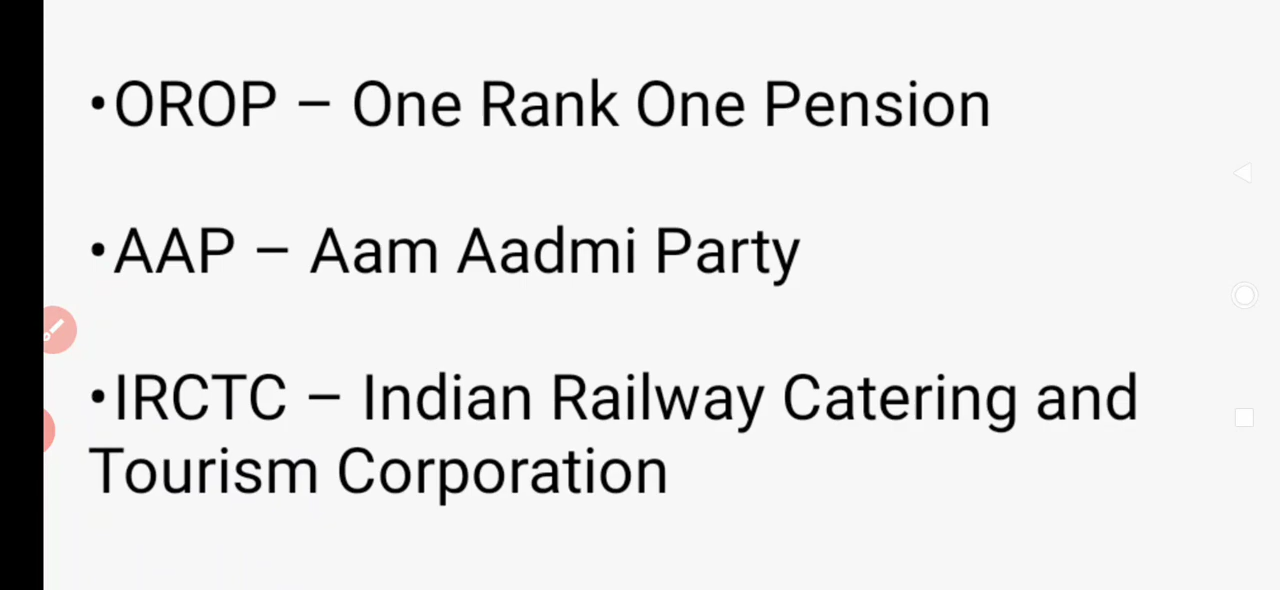 •OROP – One Rank One Pension
•AAP – Aam Aadmi Party
•IRCTC – Indian Railway Catering and
Tourism Corporation